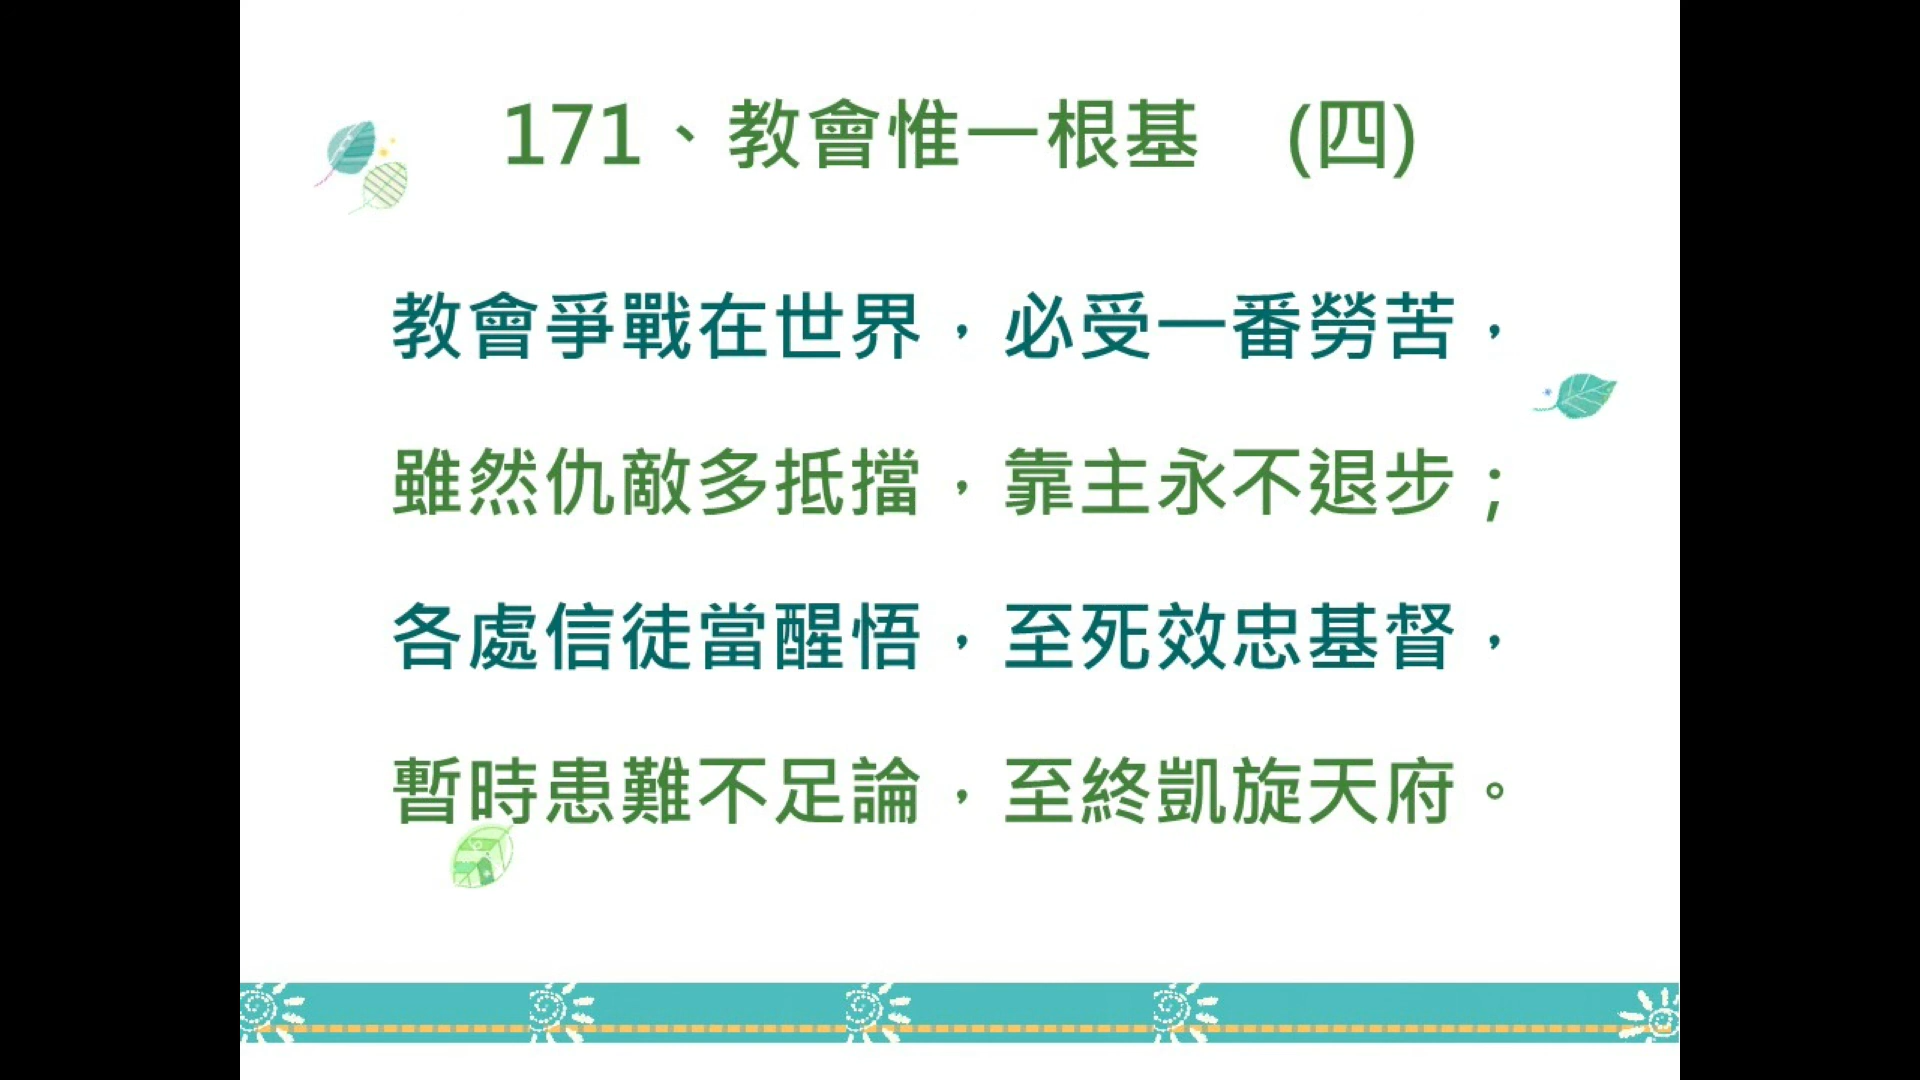 171、教會惟一根基 (四)
教會爭戰在世界，必受一番勞苦，
雖然仇敵多抵擋，靠主永不退步；
各處信徒當醒悟，至死效忠基督，
暫時患難不足論，至終凱旋天府。